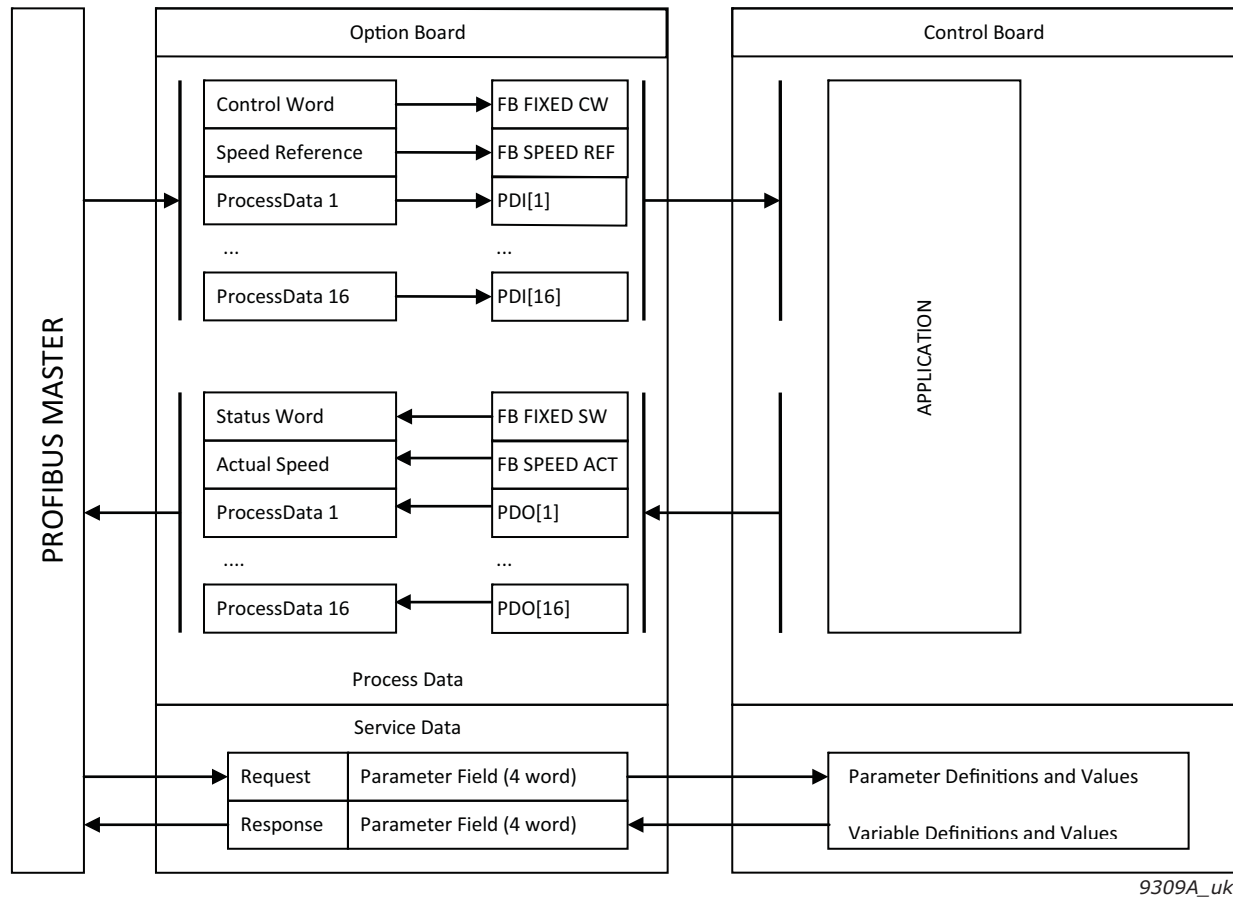 Option Board
Control Board
Control Word
FB FIXED CW
Speed Reference
FB SPEED REF
ProcessData 1
PDI[1]
...
...
ProcessData 16
PDI[16]
PROFIBUS MASTER
APPLICATION
Status Word
FB FIXED SW
Actual Speed
FB SPEED ACT
ProcessData 1
PDO[1]
....
...
ProcessData 16
PDO[16]
Process Data
Service Data
Request
Parameter Field (4 word)
Parameter Definitions and Values
Response
Parameter Field (4 word)
Variable Definitions and Values
9309A_uk